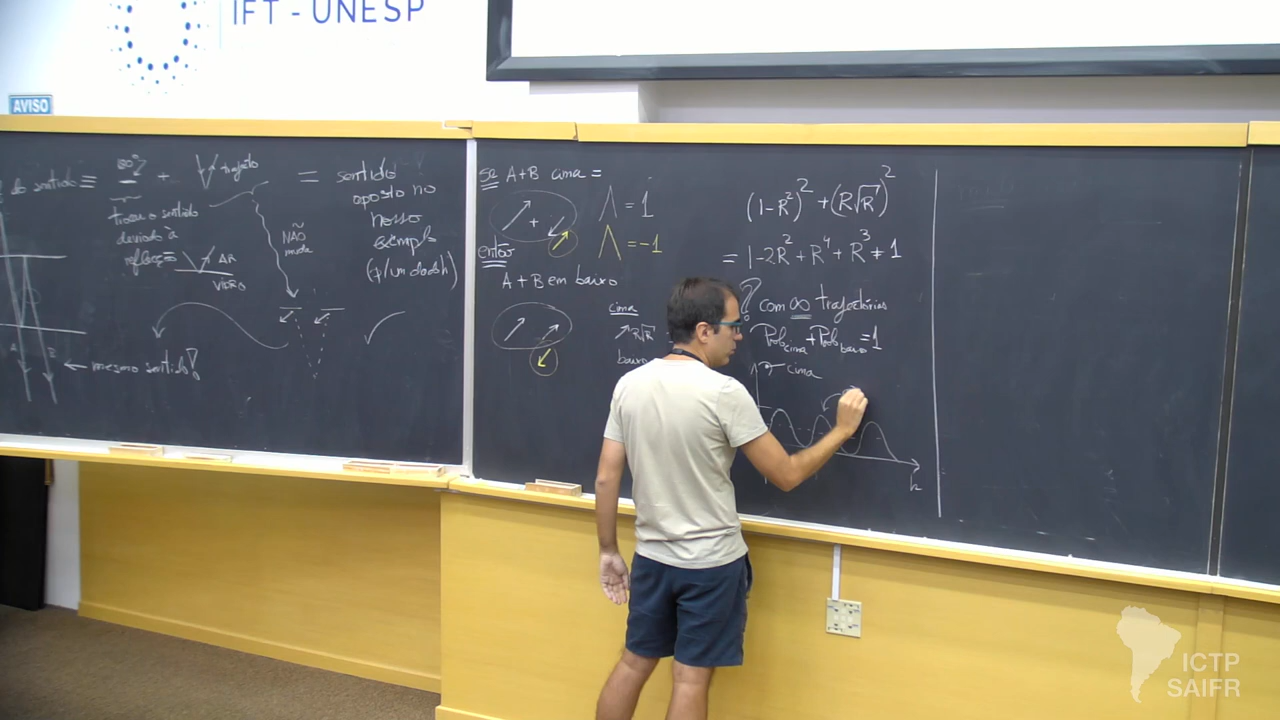 IFT - UNESP
AVISO
do sentido ≡ 180°? + trajeto = sentido oposto no nosso exemplo
troca o sentido
devido à
reflexão
AR
VIDRO
NÃO
muda
← mesmo sentido!
SE A+B cima =
+
Λ = 1
Λ = -1
então
A+B em baixo
cima
R√R
baixo
(1-R²)² + (R√R)²
= 1-2R²+R⁴+R³ ≠ 1
? com ∞ trajetórias
Prob cima + Prob baixo = 1
cima
h
A B
ICTP
SAIFR